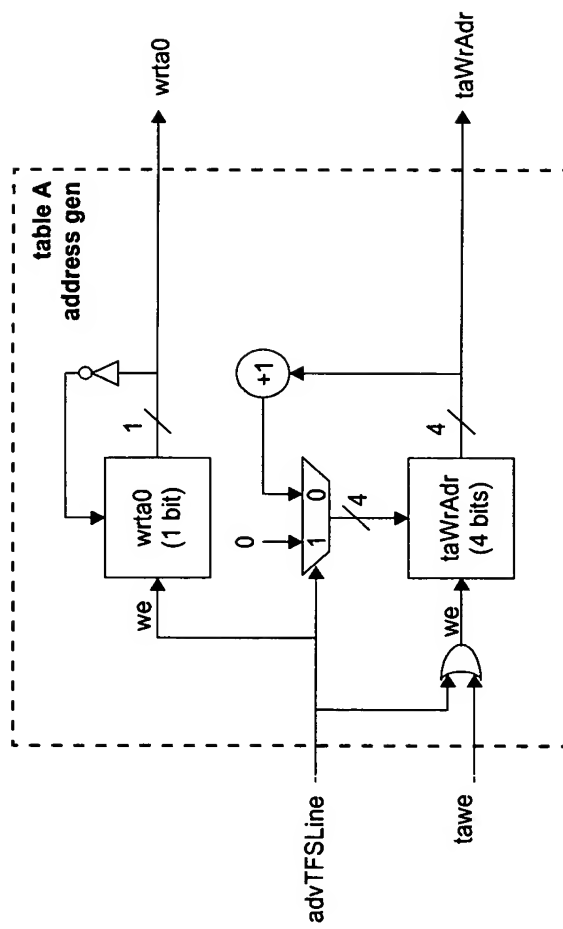 table A
address gen
wrta0
1
we
wrta0
(1 bit)
+1
0
1 0
4
advTFSLine
we
taWrAdr
(4 bits)
4
taWrAdr
tawe